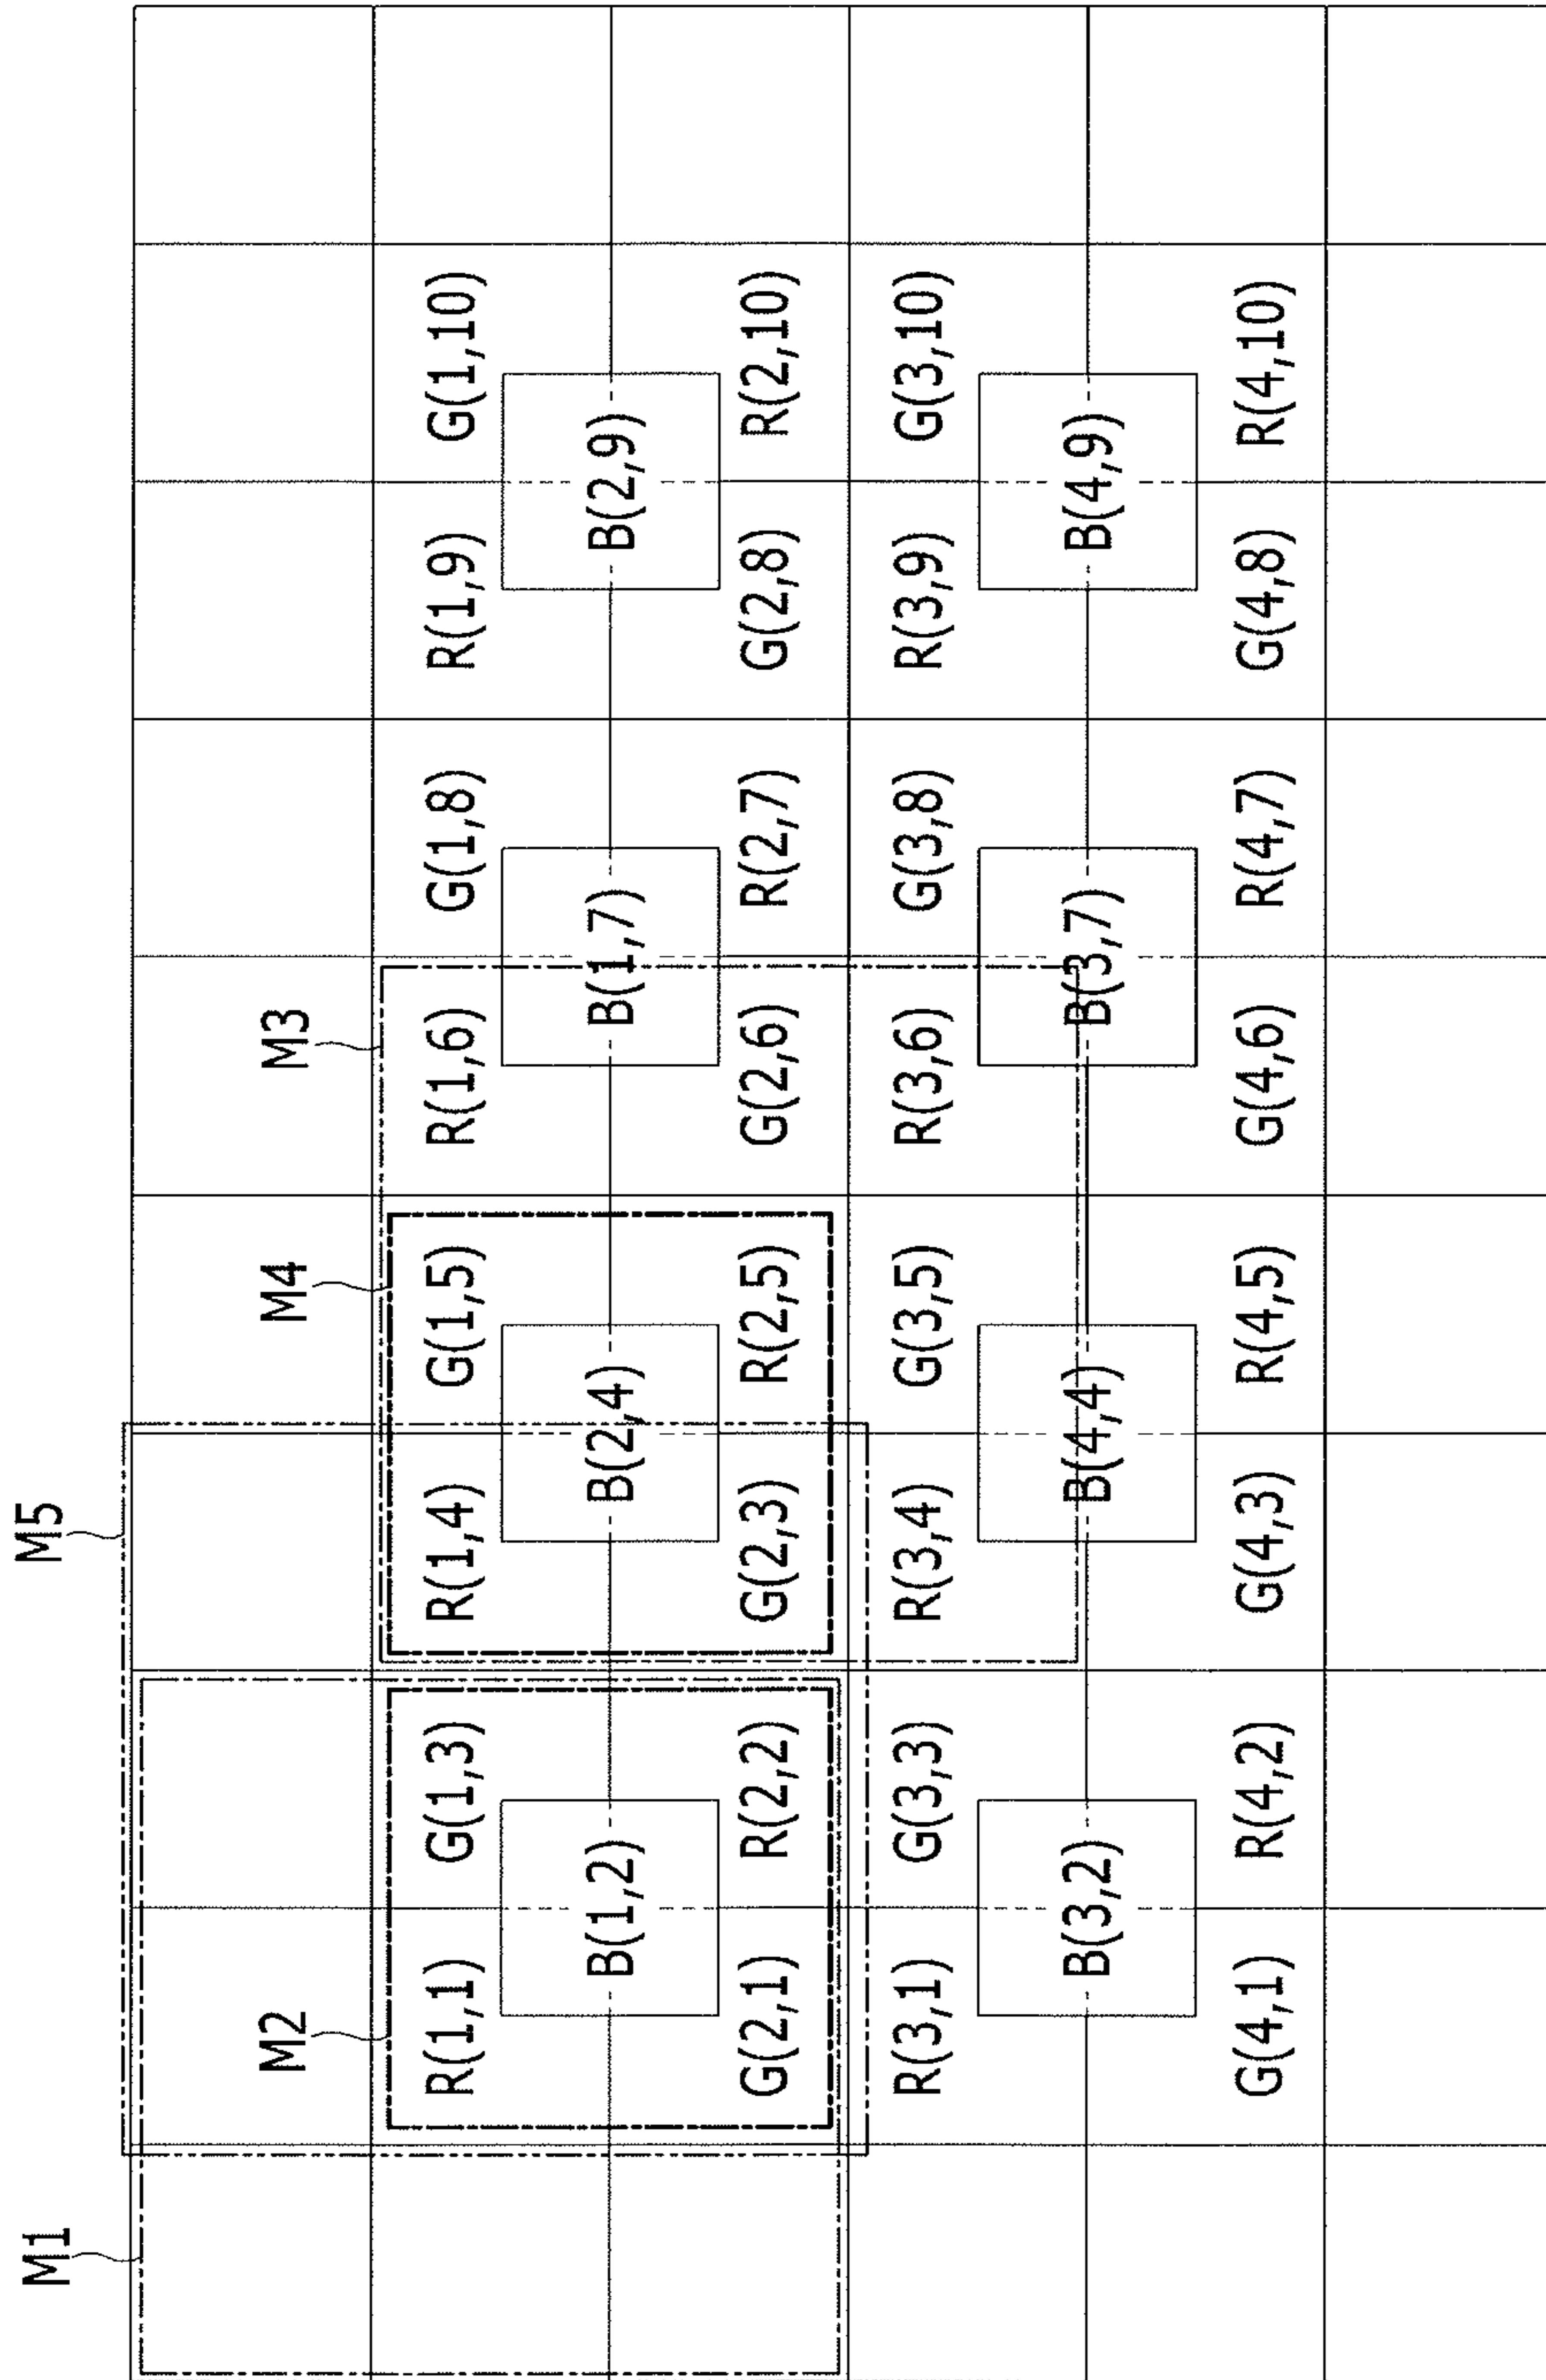 M1 M5
M2 M4 M3
R(1,1) G(1,3) R(1,4) G(1,5) R(1,6) G(1,8) R(1,9) G(1,10)
B(1,2) B(2,4) B(1,7) B(2,9)
G(2,1) R(2,2) G(2,3) R(2,5) G(2,6) R(2,7) G(2,8) R(2,10)
R(3,1) G(3,3) R(3,4) G(3,5) R(3,6) G(3,8) R(3,9) G(3,10)
B(3,2) B(4,4) B(3,7) B(4,9)
G(4,1) R(4,2) G(4,3) R(4,5) G(4,6) R(4,7) G(4,8) R(4,10)